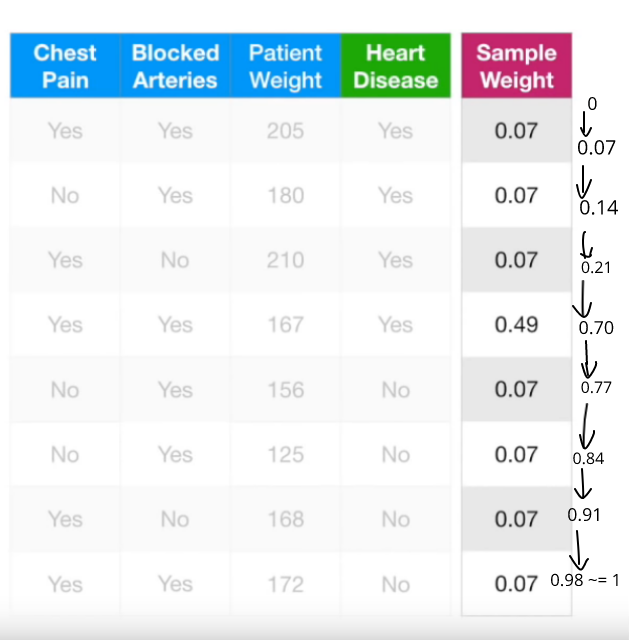 Chest Pain Blocked Arteries Patient Weight Heart Disease Sample Weight
0
Yes Yes 205 Yes 0.07 0.07
No Yes 180 Yes 0.07 0.14
Yes No 210 Yes 0.07 0.21
Yes Yes 167 Yes 0.49 0.70
No Yes 156 No 0.07 0.77
No Yes 125 No 0.07 0.84
Yes No 168 No 0.07 0.91
Yes Yes 172 No 0.07 0.98 ~= 1